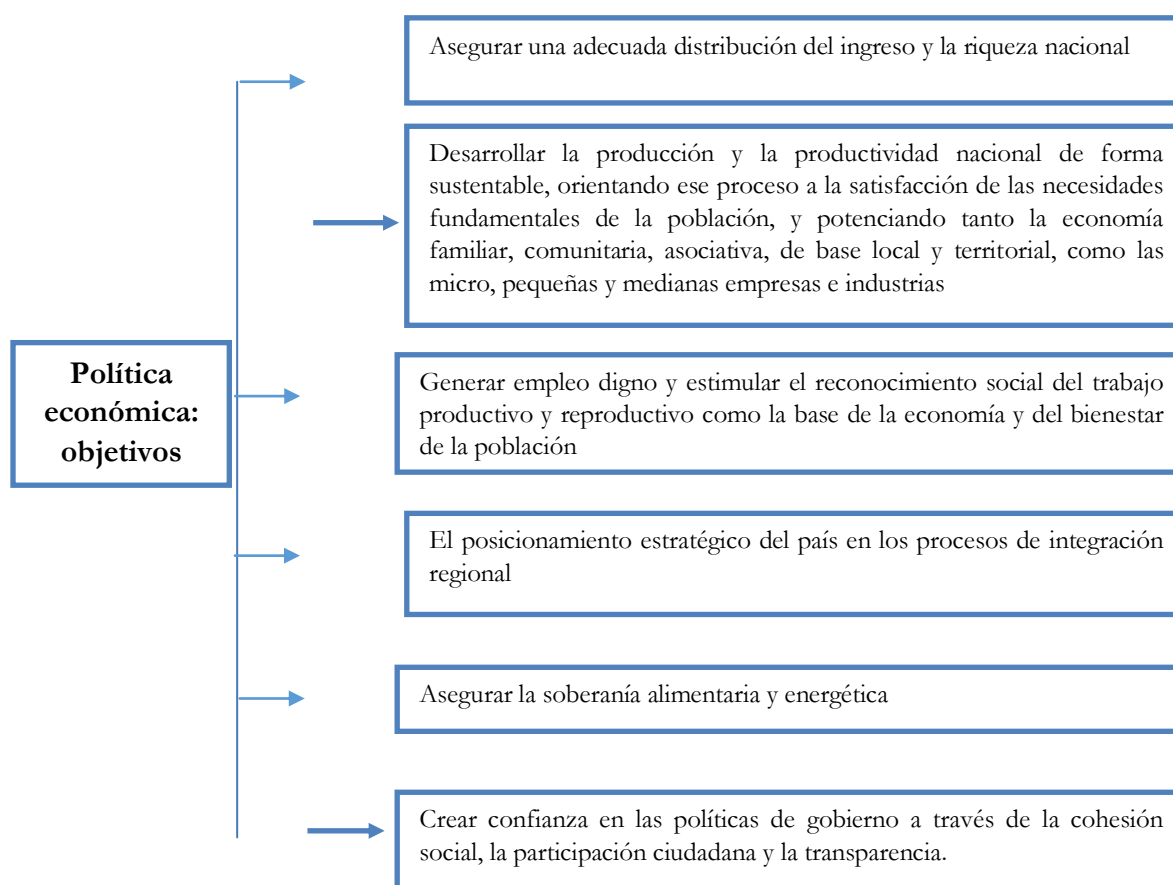 Asegurar una adecuada distribución del ingreso y la riqueza nacional
Desarrollar la producción y la productividad nacional de forma
sustentable, orientando ese proceso a la satisfacción de las necesidades
fundamentales de la población, y potenciando tanto la economía
familiar, comunitaria, asociativa, de base local y territorial, como las
micro, pequeñas y medianas empresas e industrias
Política
económica:
objetivos
Generar empleo digno y estimular el reconocimiento social del trabajo
productivo y reproductivo como la base de la economía y del bienestar
de la población
El posicionamiento estratégico del país en los procesos de integración
regional
Asegurar la soberanía alimentaria y energética
Crear confianza en las políticas de gobierno a través de la cohesión
social, la participación ciudadana y la transparencia.